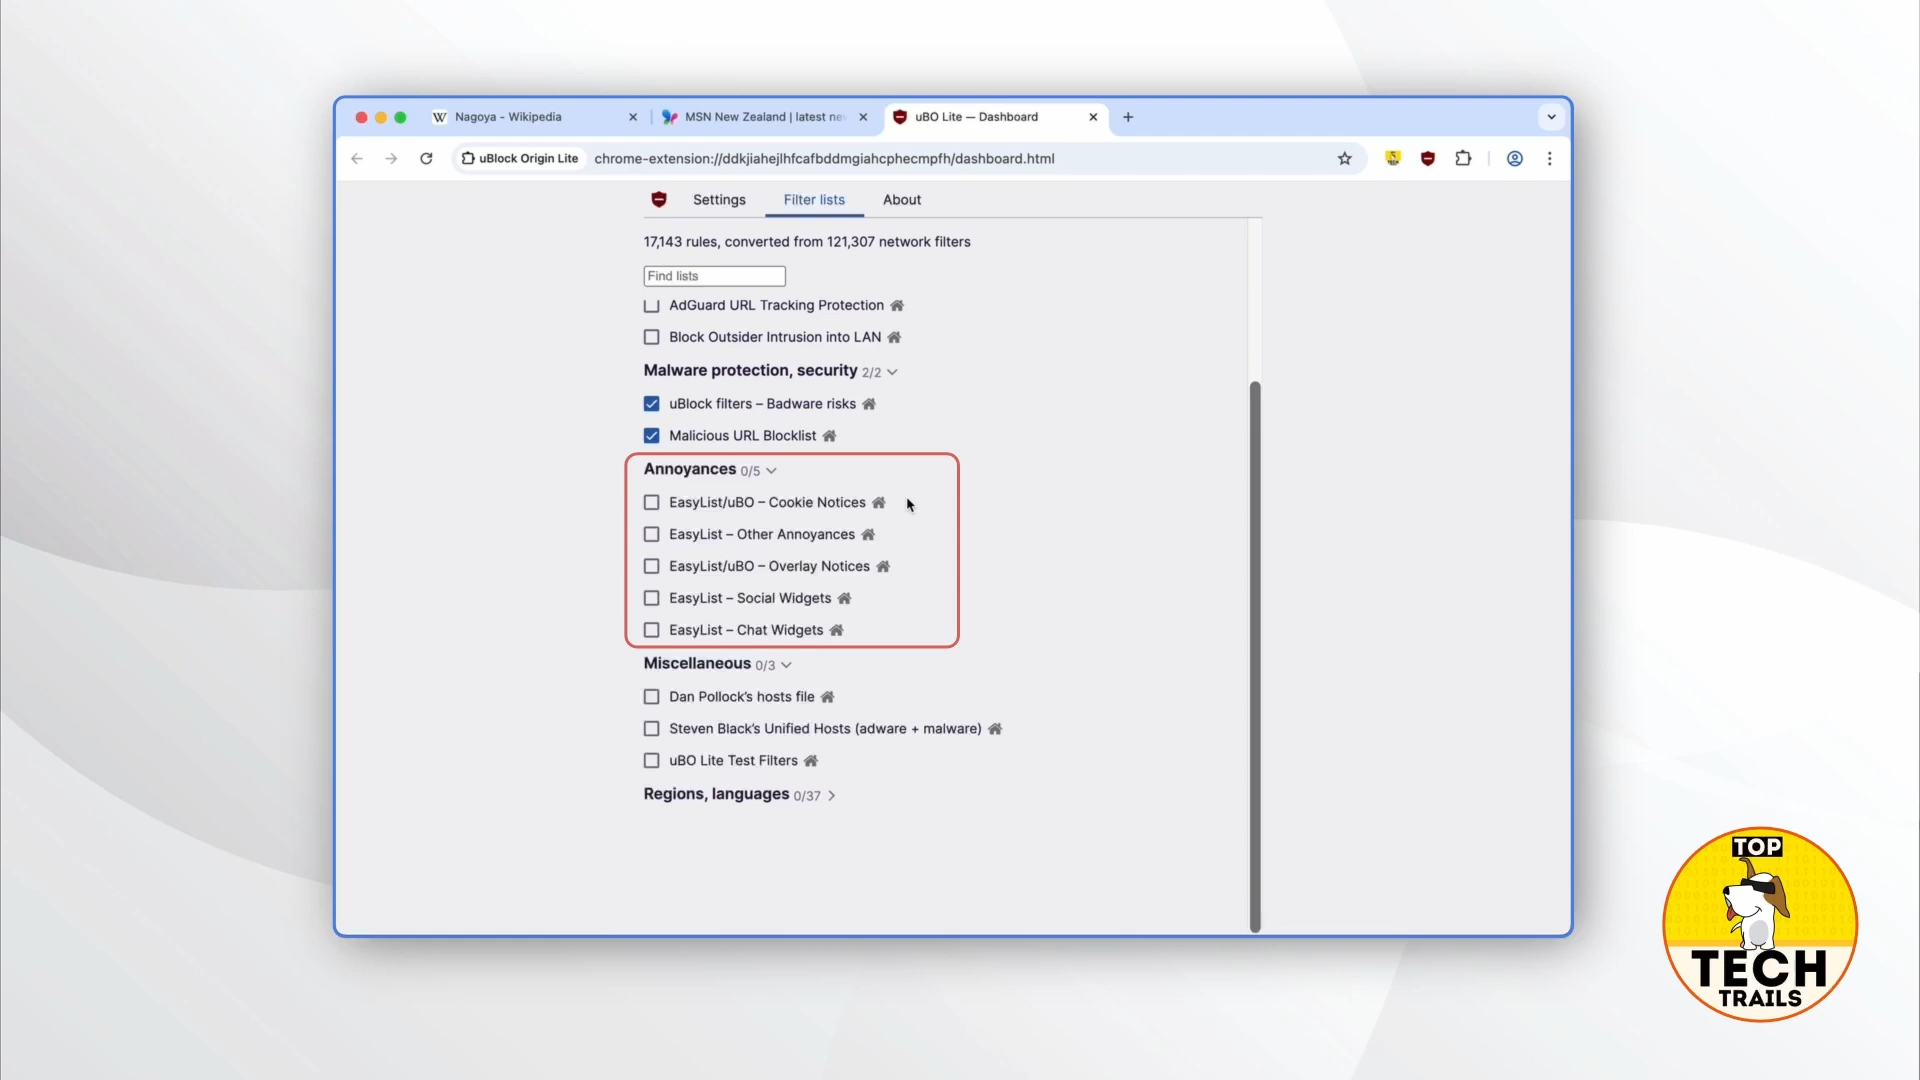 Nagoya - Wikipedia
MSN New Zealand | latest nev
uBO Lite — Dashboard
uBlock Origin Lite
chrome-extension://ddkjiahejlhfcafbddmgiahcphecmpfh/dashboard.html
Settings
Filter lists
About
17,143 rules, converted from 121,307 network filters
Find lists
AdGuard URL Tracking Protection
Block Outsider Intrusion into LAN
Malware protection, security 2/2
uBlock filters – Badware risks
Malicious URL Blocklist
Annoyances 0/5
EasyList/uBO – Cookie Notices
EasyList – Other Annoyances
EasyList/uBO – Overlay Notices
EasyList – Social Widgets
EasyList – Chat Widgets
Miscellaneous 0/3
Dan Pollock’s hosts file
Steven Black’s Unified Hosts (adware + malware)
uBO Lite Test Filters
Regions, languages 0/37
TOP
TECH
TRAILS